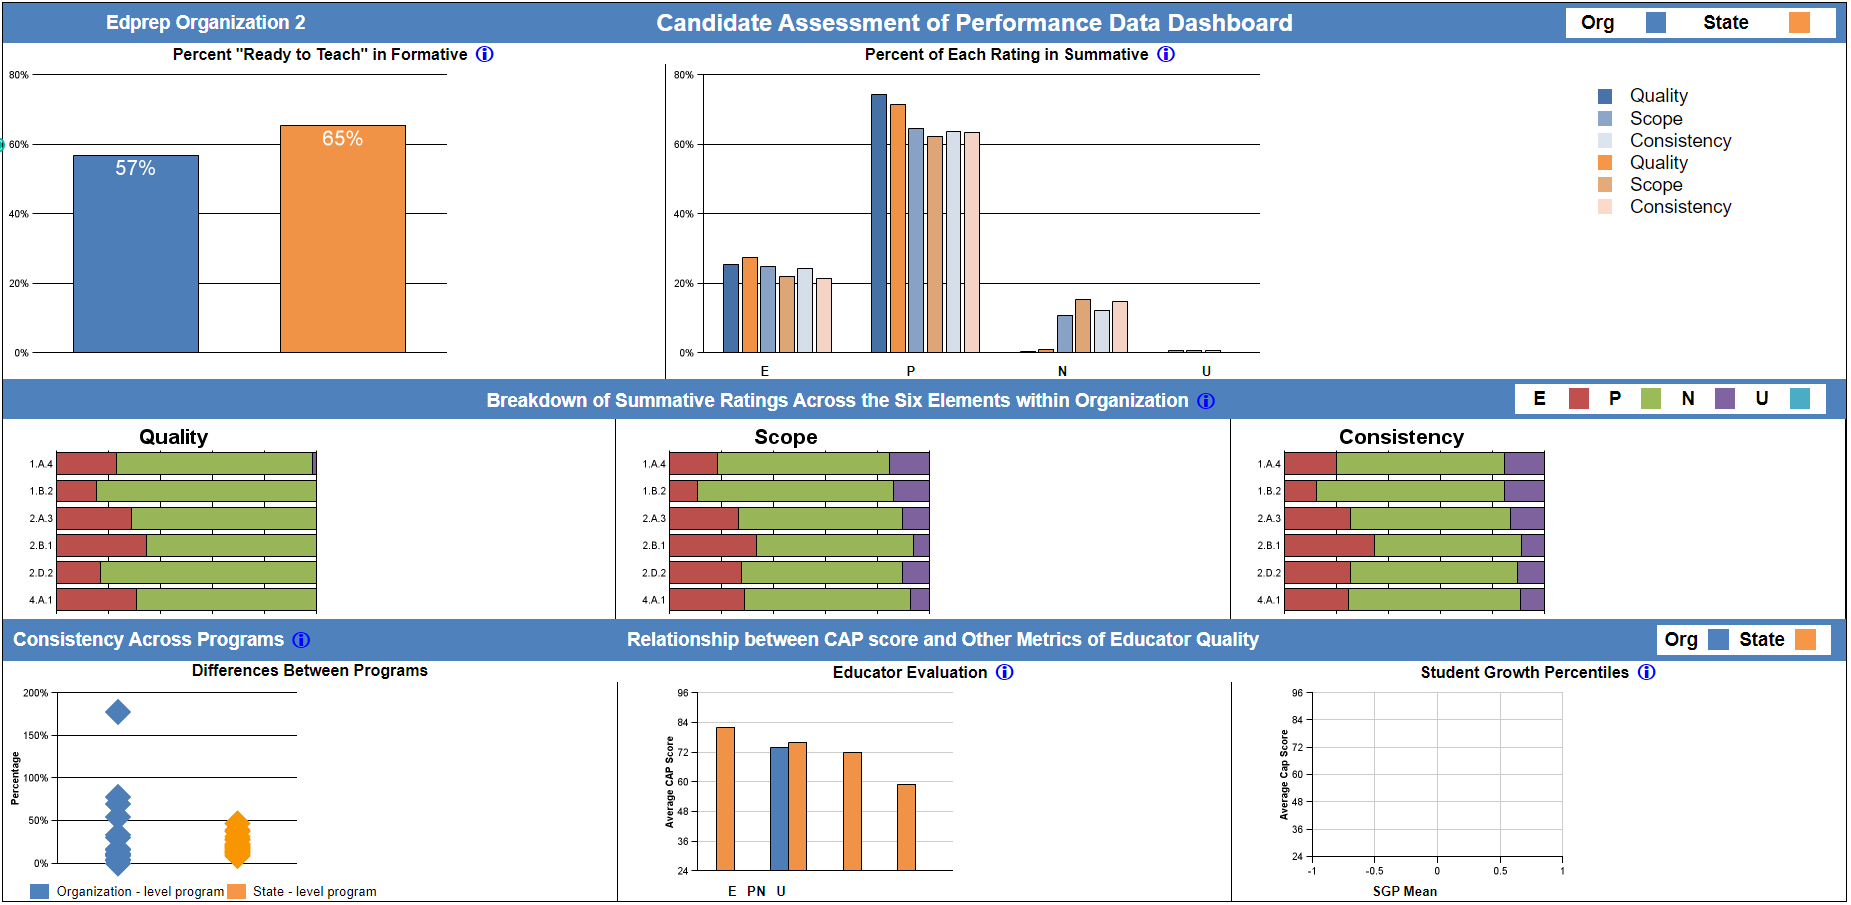 Edprep Organization 2
Candidate Assessment of Performance Data Dashboard
Org State
Percent "Ready to Teach" in Formative
80%
60%
40%
20%
0%
57%
65%
Percent of Each Rating in Summative
80%
60%
40%
20%
0%
E P N U
Quality
Scope
Consistency
Quality
Scope
Consistency
Breakdown of Summative Ratings Across the Six Elements within Organization
E P N U
Quality
1.A.4
1.B.2
2.A.3
2.B.1
2.D.2
4.A.1
Scope
1.A.4
1.B.2
2.A.3
2.B.1
2.D.2
4.A.1
Consistency
1.A.4
1.B.2
2.A.3
2.B.1
2.D.2
4.A.1
Consistency Across Programs
Relationship between CAP score and Other Metrics of Educator Quality
Org State
Differences Between Programs
Percentage
200%
150%
100%
50%
0%
Organization - level program State - level program
Educator Evaluation
Average CAP Score
96
84
72
60
48
36
24
E PN U
Student Growth Percentiles
Average Cap Score
96
84
72
60
48
36
24
-1 -0.5 0 0.5 1
SGP Mean